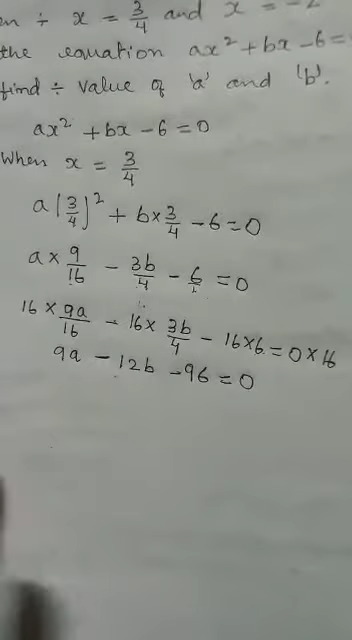 en ÷ x = 3/4 and x = -2
the equation ax² + bx - 6 =
find ÷ value of 'a' and 'b'.
ax² + bx - 6 = 0
When x = 3/4
a(3/4)² + b × 3/4 - 6 = 0
a × 9/16 - 3b/4 - 6/1 = 0
16 × 9a/16 - 16 × 3b/4 - 16×6 = 0×16
9a - 12b - 96 = 0